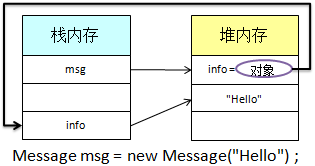 栈内存
堆内存
msg
info= 对象
"Hello"
info
Message msg = new Message("Hello") ;